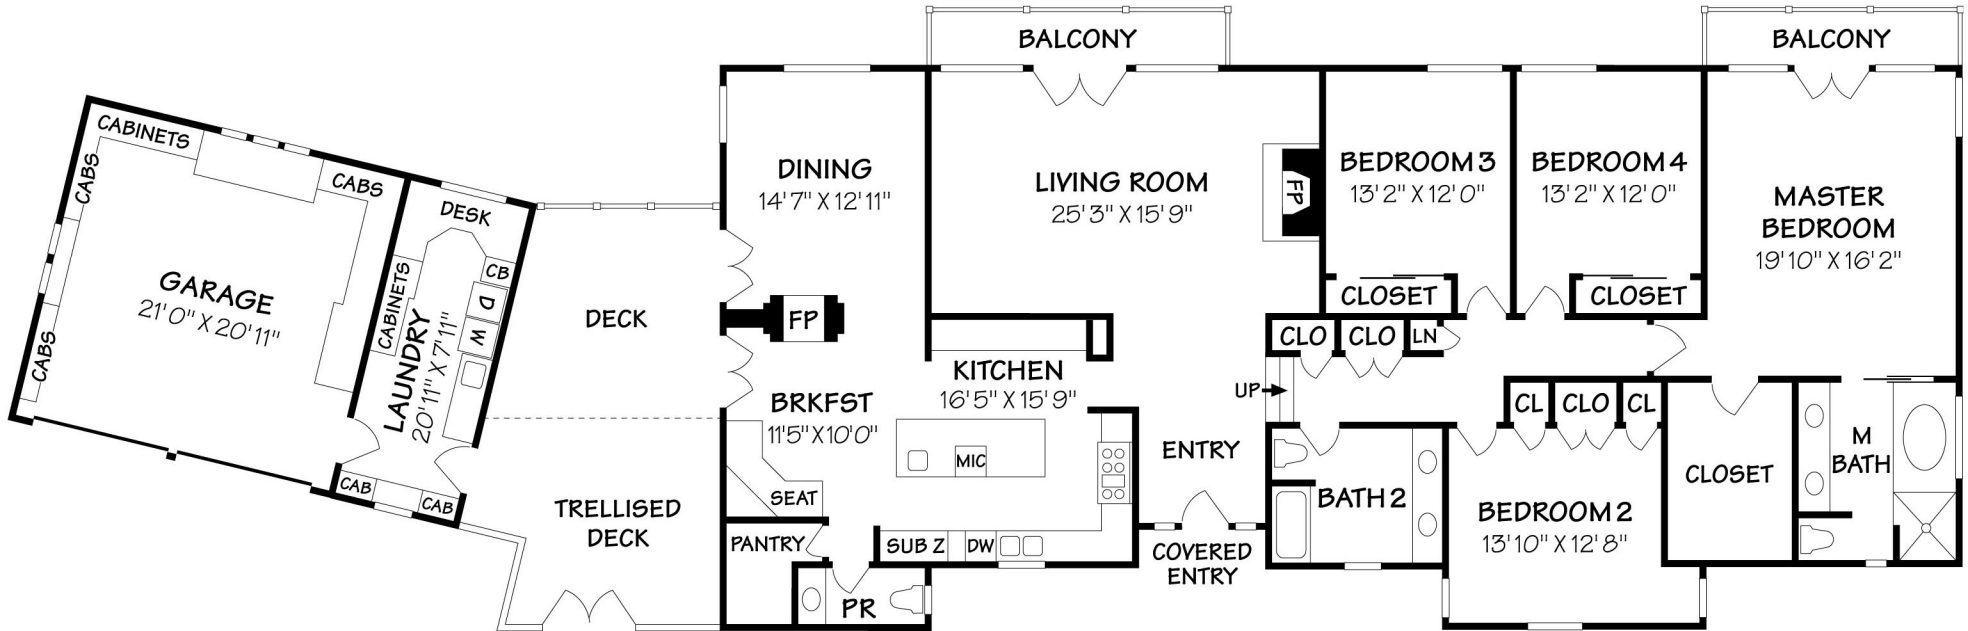 BALCONY
BALCONY
CABINETS
CABS
CABS
CABS
GARAGE
21'0" X 20'11"
DESK
CABINETS
CB
D
W
LAUNDRY
20'11" X 7'11"
CAB
CAB
DECK
TRELLISED
DECK
DINING
14'7" X 12'11"
FP
BRKFST
11'5" X 10'0"
SEAT
PANTRY
PR
KITCHEN
16'5" X 15'9"
MIC
SUB Z
DW
LIVING ROOM
25'3" X 15'9"
FP
ENTRY
COVERED
ENTRY
UP
CLO
CLO
LN
BEDROOM 3
13'2" X 12'0"
CLOSET
BEDROOM 4
13'2" X 12'0"
CLOSET
MASTER
BEDROOM
19'10" X 16'2"
BATH 2
CL
CLO
CL
BEDROOM 2
13'10" X 12'8"
CLOSET
M
BATH